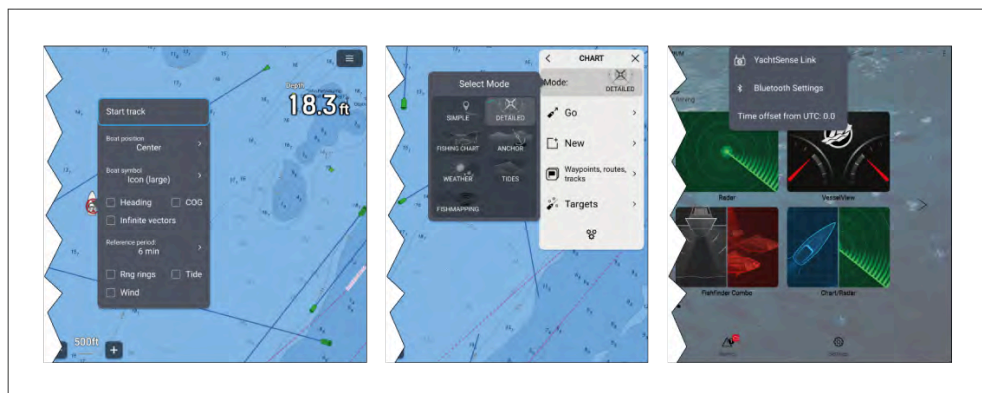 Depth
18.3 ft
Start track
Boat position
Center
Boat symbol
Icon (large)
Heading
COG
Infinite vectors
Reference period:
6 min
Rng rings
Tide
Wind
500ft
+
Select Mode
SIMPLE
DETAILED
FISHING CHART
ANCHOR
WEATHER
TIDES
FISHMAPPING
CHART
Mode:
DETAILED
Go
New
Waypoints, routes,
tracks
Targets
YachtSense Link
Bluetooth Settings
Time offset from UTC: 0.0
Radar
VesselView
Fishfinder Combo
Chart/Radar
Settings